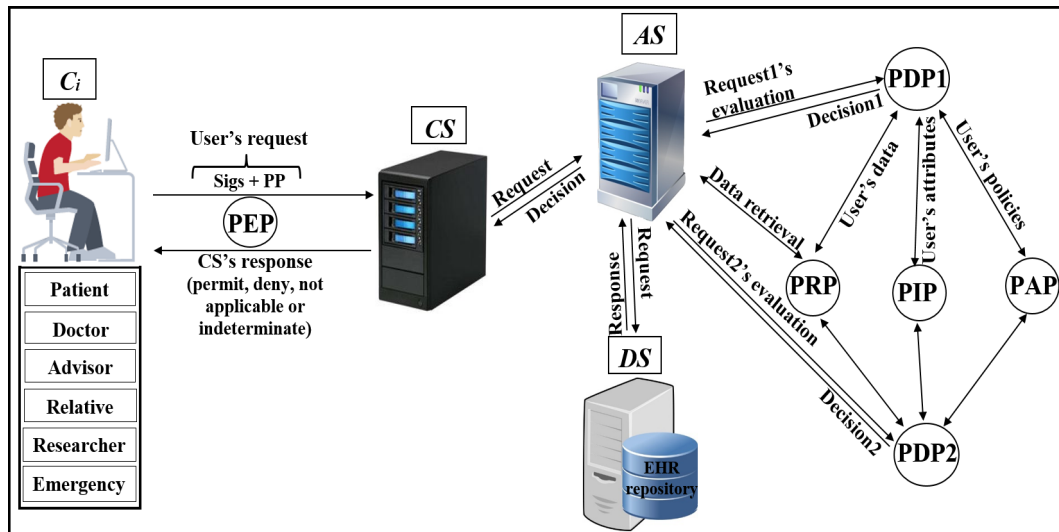 Ci
Patient
Doctor
Advisor
Relative
Researcher
Emergency
User's request
Sigs + PP
PEP
CS's response
(permit, deny, not
applicable or
indeterminate)
CS
Request
Decision
AS
Request1's
evaluation
Decision1
PDP1
User's data
User's attributes
User's policies
Data retrieval
Request2's evaluation
Decision2
PRP
PIP
PAP
PDP2
Response
Request
DS
EHR
repository